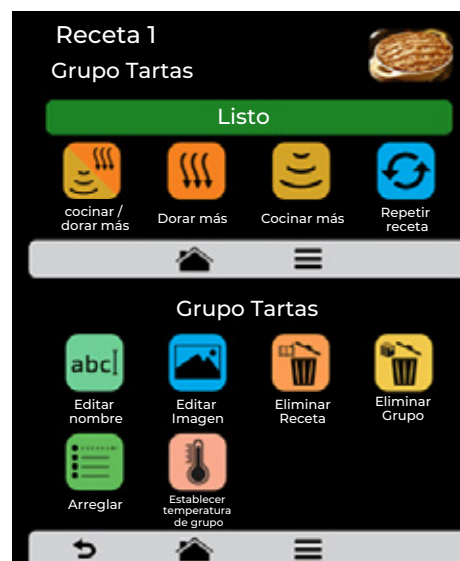 Receta 1
Grupo Tartas
Listo
cocinar /
dorar más
Dorar más
Cocinar más
Repetir
receta
Grupo Tartas
abc
Editar
nombre
Editar
Imagen
Eliminar
Receta
Eliminar
Grupo
Arreglar
Establecer
temperatura
de grupo